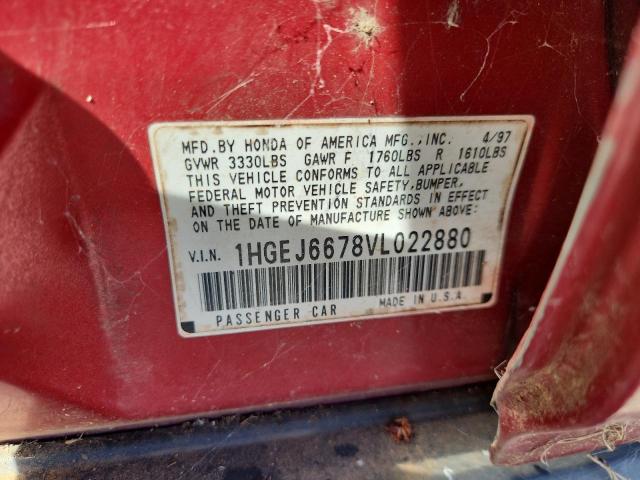 MFD.BY HONDA OF AMERICA MFG.,INC. 4/97
GVWR 3330LBS GAWR F 1760LBS R 1610LBS
THIS VEHICLE CONFORMS TO ALL APPLICABLE
FEDERAL MOTOR VEHICLE SAFETY,BUMPER,
AND THEFT PREVENTION STANDARDS IN EFFECT
ON THE DATE OF MANUFACTURE SHOWN ABOVE:
V.I.N. 1HGEJ6678VL022880
PASSENGER CAR MADE IN U.S.A.